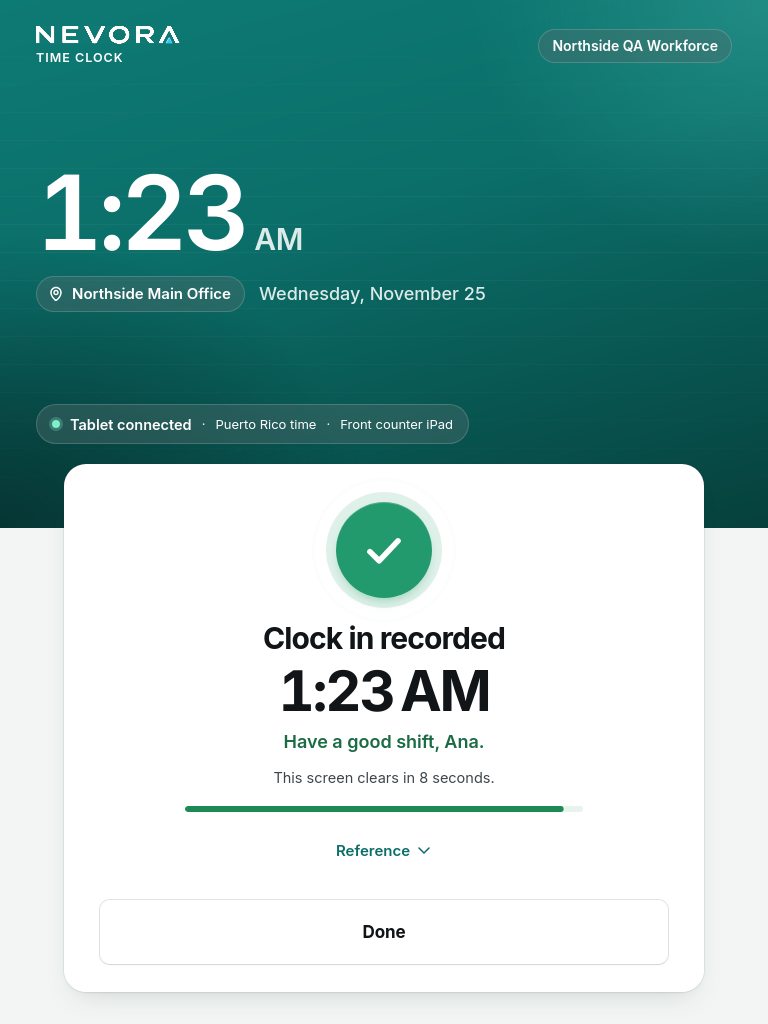 NEVORA
TIME CLOCK
Northside QA Workforce
1:23 AM
Northside Main Office
Wednesday, November 25
Tablet connected · Puerto Rico time · Front counter iPad
Clock in recorded
1:23 AM
Have a good shift, Ana.
This screen clears in 8 seconds.
Reference
Done